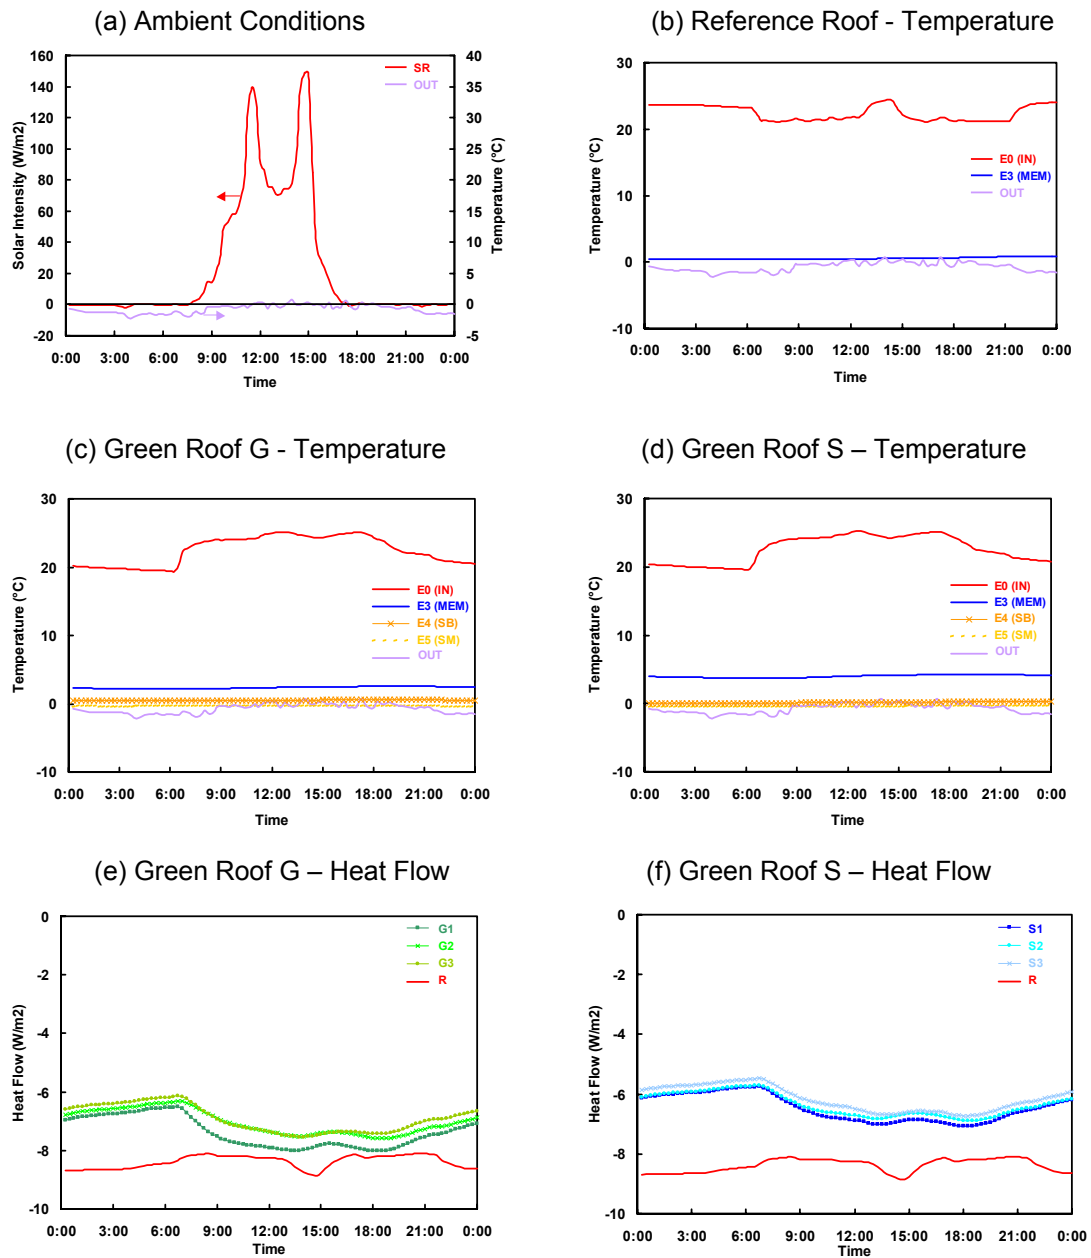 (a) Ambient Conditions
160
140
120
100
80
60
40
20
0
-20
Solar Intensity (W/m2)
40
35
30
25
20
15
10
5
0
-5
Temperature (°C)
SR
OUT
0:00 3:00 6:00 9:00 12:00 15:00 18:00 21:00 0:00
Time
(b) Reference Roof - Temperature
30
20
10
0
-10
Temperature (°C)
E0 (IN)
E3 (MEM)
OUT
0:00 3:00 6:00 9:00 12:00 15:00 18:00 21:00 0:00
Time
(c) Green Roof G - Temperature
30
20
10
0
-10
Temperature (°C)
E0 (IN)
E3 (MEM)
E4 (SB)
E5 (SM)
OUT
0:00 3:00 6:00 9:00 12:00 15:00 18:00 21:00 0:00
Time
(d) Green Roof S – Temperature
30
20
10
0
-10
Temperature (°C)
E0 (IN)
E3 (MEM)
E4 (SB)
E5 (SM)
OUT
0:00 3:00 6:00 9:00 12:00 15:00 18:00 21:00 0:00
Time
(e) Green Roof G – Heat Flow
0
-2
-4
-6
-8
-10
Heat Flow (W/m2)
G1
G2
G3
R
0:00 3:00 6:00 9:00 12:00 15:00 18:00 21:00 0:00
Time
(f) Green Roof S – Heat Flow
0
-2
-4
-6
-8
-10
Heat Flow (W/m2)
S1
S2
S3
R
0:00 3:00 6:00 9:00 12:00 15:00 18:00 21:00 0:00
Time